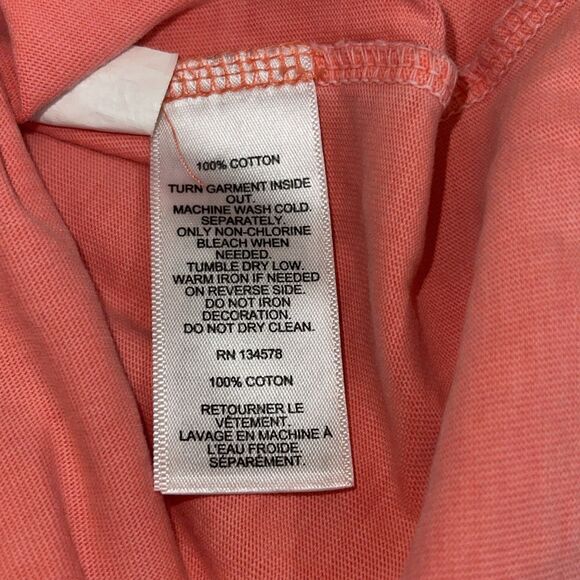 100% COTTON
TURN GARMENT INSIDE
OUT.
MACHINE WASH COLD.
SEPARATELY.
ONLY NON-CHLORINE
BLEACH WHEN
NEEDED.
TUMBLE DRY LOW.
WARM IRON IF NEEDED
ON REVERSE SIDE.
DO NOT IRON
DECORATION.
DO NOT DRY CLEAN.
RN 134578
100% COTON
RETOURNER LE
VÊTEMENT.
LAVAGE EN MACHINE À
L'EAU FROIDE.
SÉPARÉMENT.